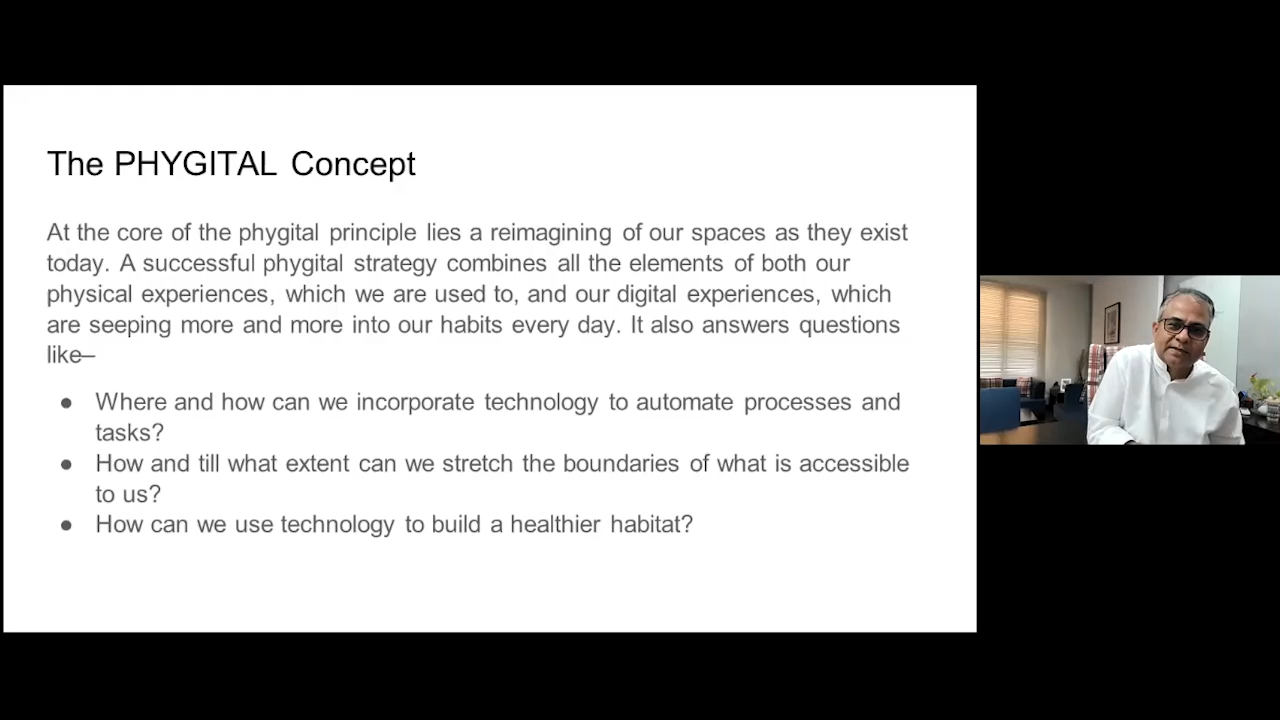 The PHYGITAL Concept
At the core of the phygital principle lies a reimagining of our spaces as they exist
today. A successful phygital strategy combines all the elements of both our
physical experiences, which we are used to, and our digital experiences, which
are seeping more and more into our habits every day. It also answers questions
like–
● Where and how can we incorporate technology to automate processes and
tasks?
● How and till what extent can we stretch the boundaries of what is accessible
to us?
● How can we use technology to build a healthier habitat?